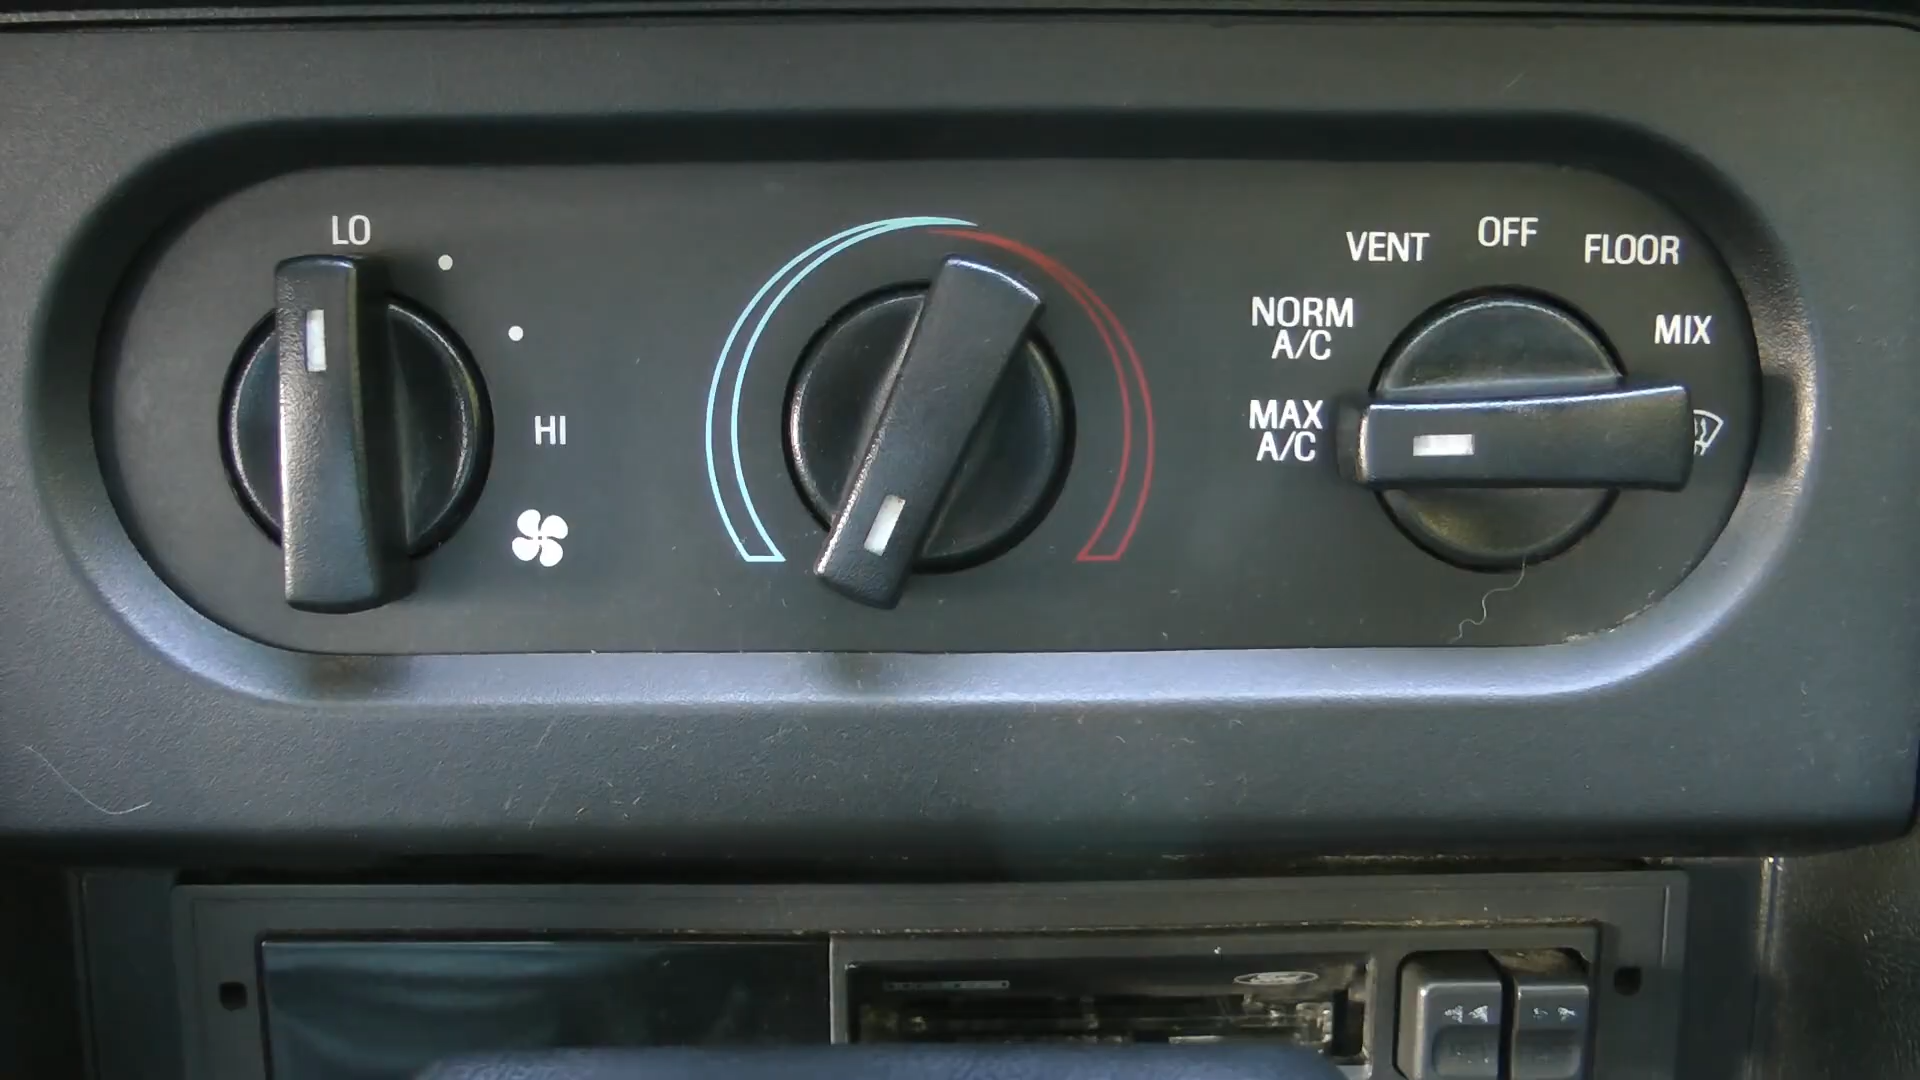 LO
HI
VENT
OFF
FLOOR
NORM
A/C
MIX
MAX
A/C